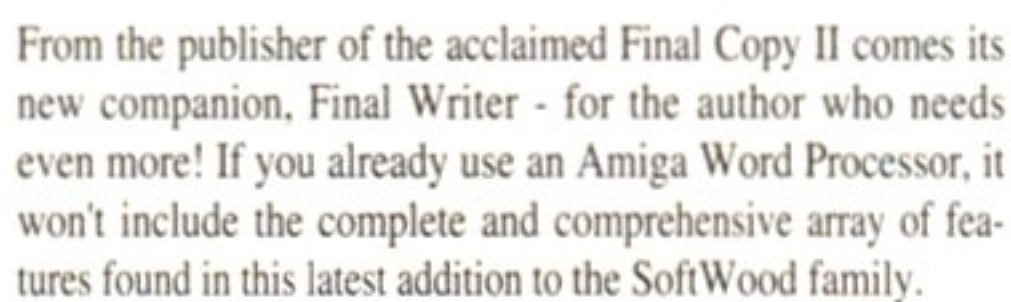 From the publisher of the acclaimed Final Copy II comes its
new companion, Final Writer - for the author who needs
even more! If you already use an Amiga Word Processor, it
won't include the complete and comprehensive array of fea-
tures found in this latest addition to the SoftWood family.